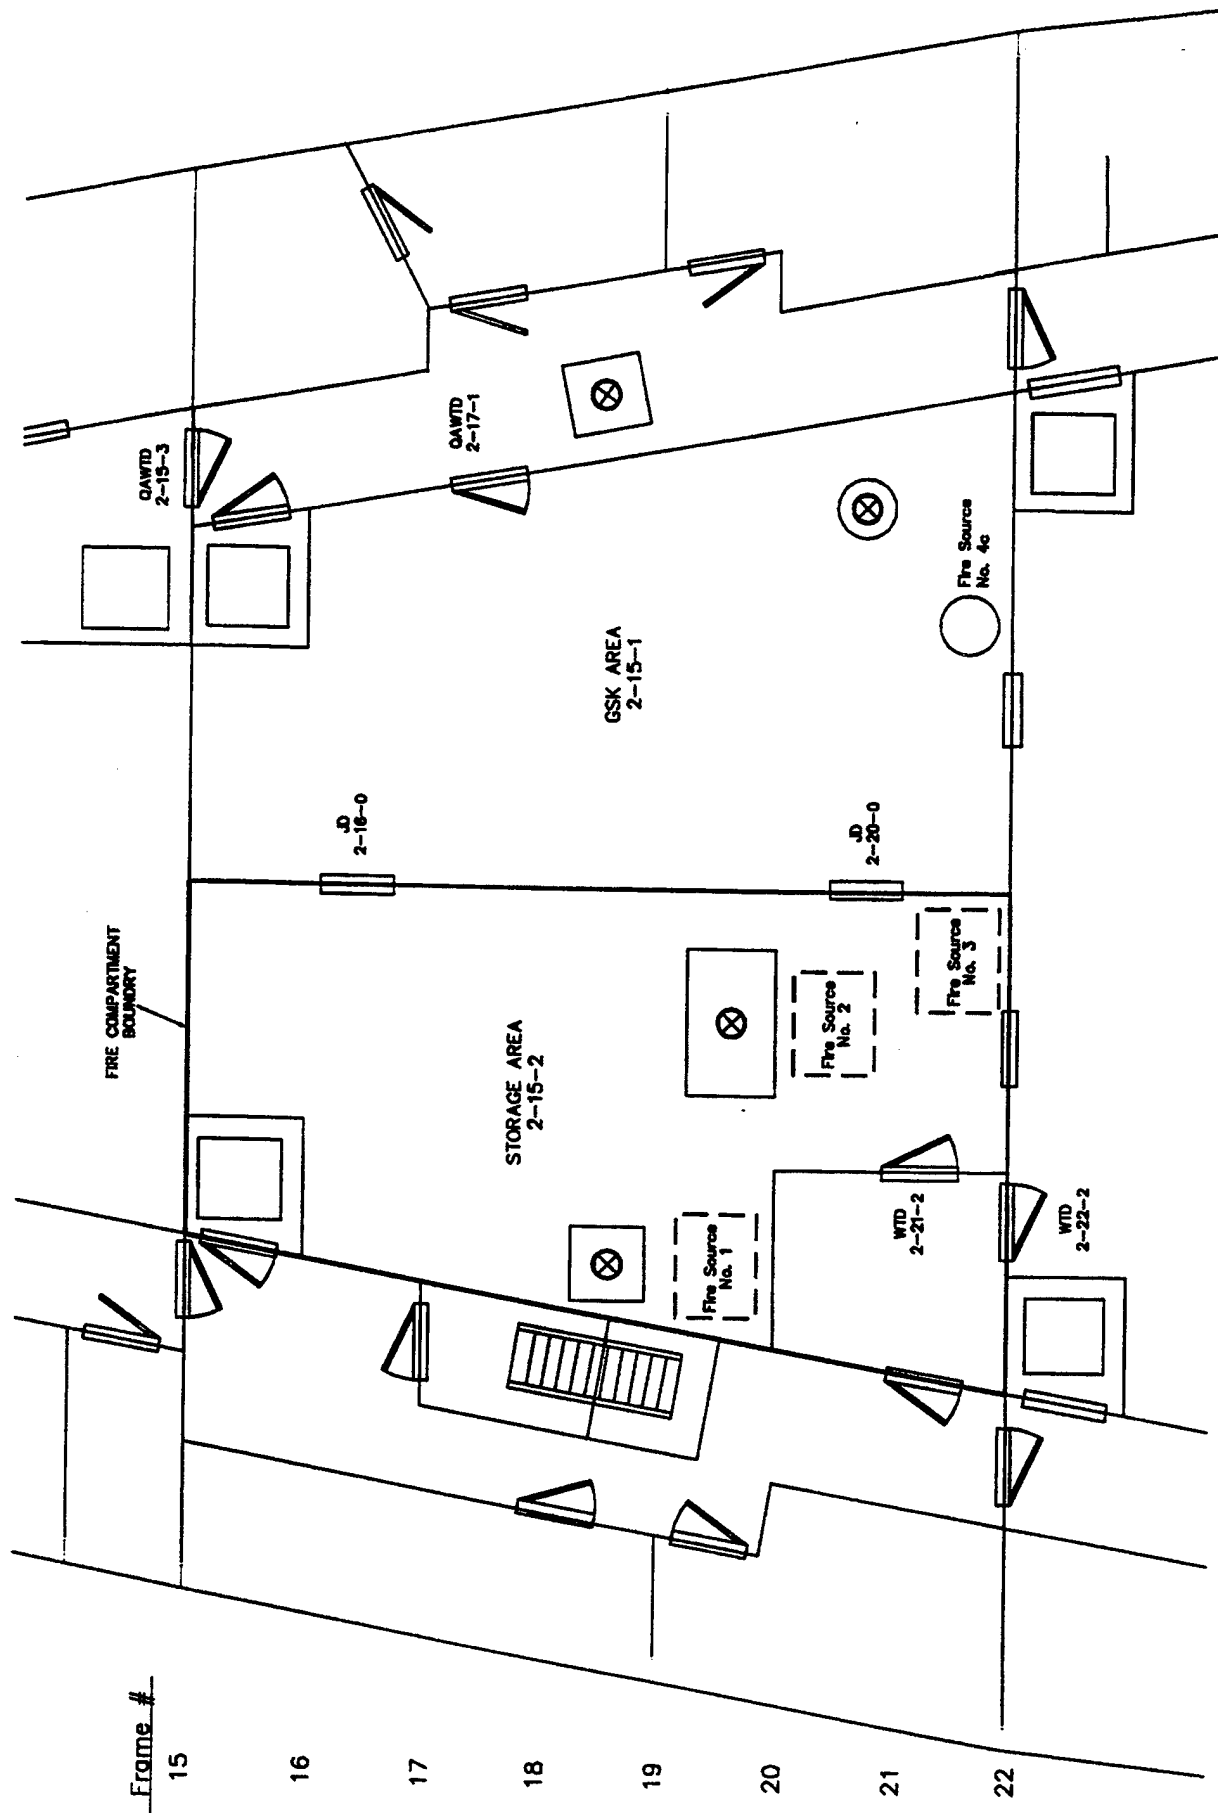 QAWTD
2-15-3
QAWTD
2-17-1
Fire Source
No. 4c
GSK AREA
2-15-1
JD
2-16-0
JD
2-20-0
FIRE COMPARTMENT
BOUNDRY
Fire Source
No. 3
Fire Source
No. 2
STORAGE AREA
2-15-2
WTD
2-21-2
WTD
2-22-2
Fire Source
No. 1
Frame #
15
16
17
18
19
20
21
22